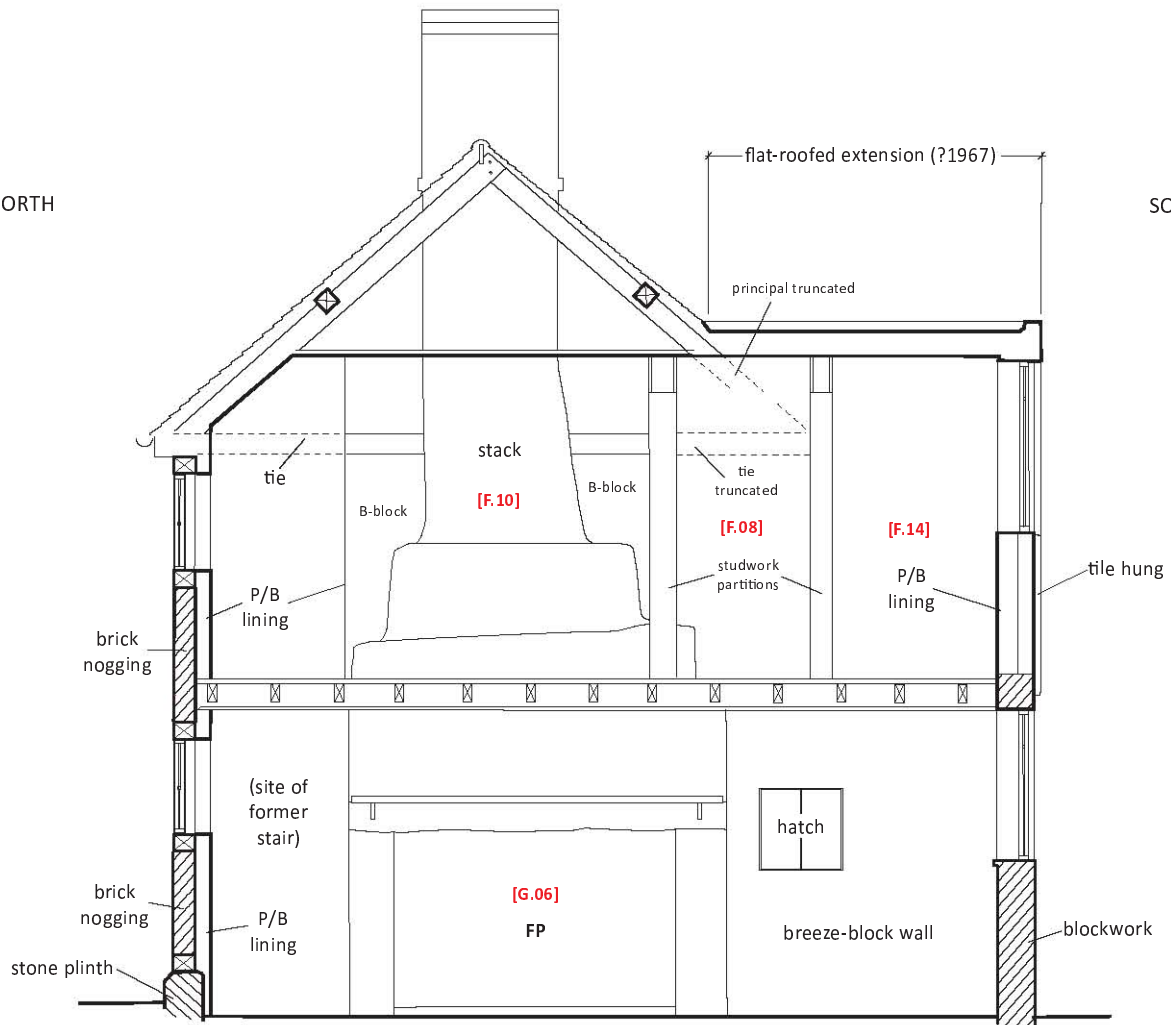 flat-roofed extension (?1967)
ORTH
SO
principal truncated
stack
tie
tie
truncated
B-block
B-block
[F.10]
[F.08]
[F.14]
studwork
partitions
P/B
lining
tile hung
P/B
lining
brick
nogging
(site of
former
stair)
hatch
[G.06]
FP
brick
nogging
P/B
lining
breeze-block wall
blockwork
stone plinth